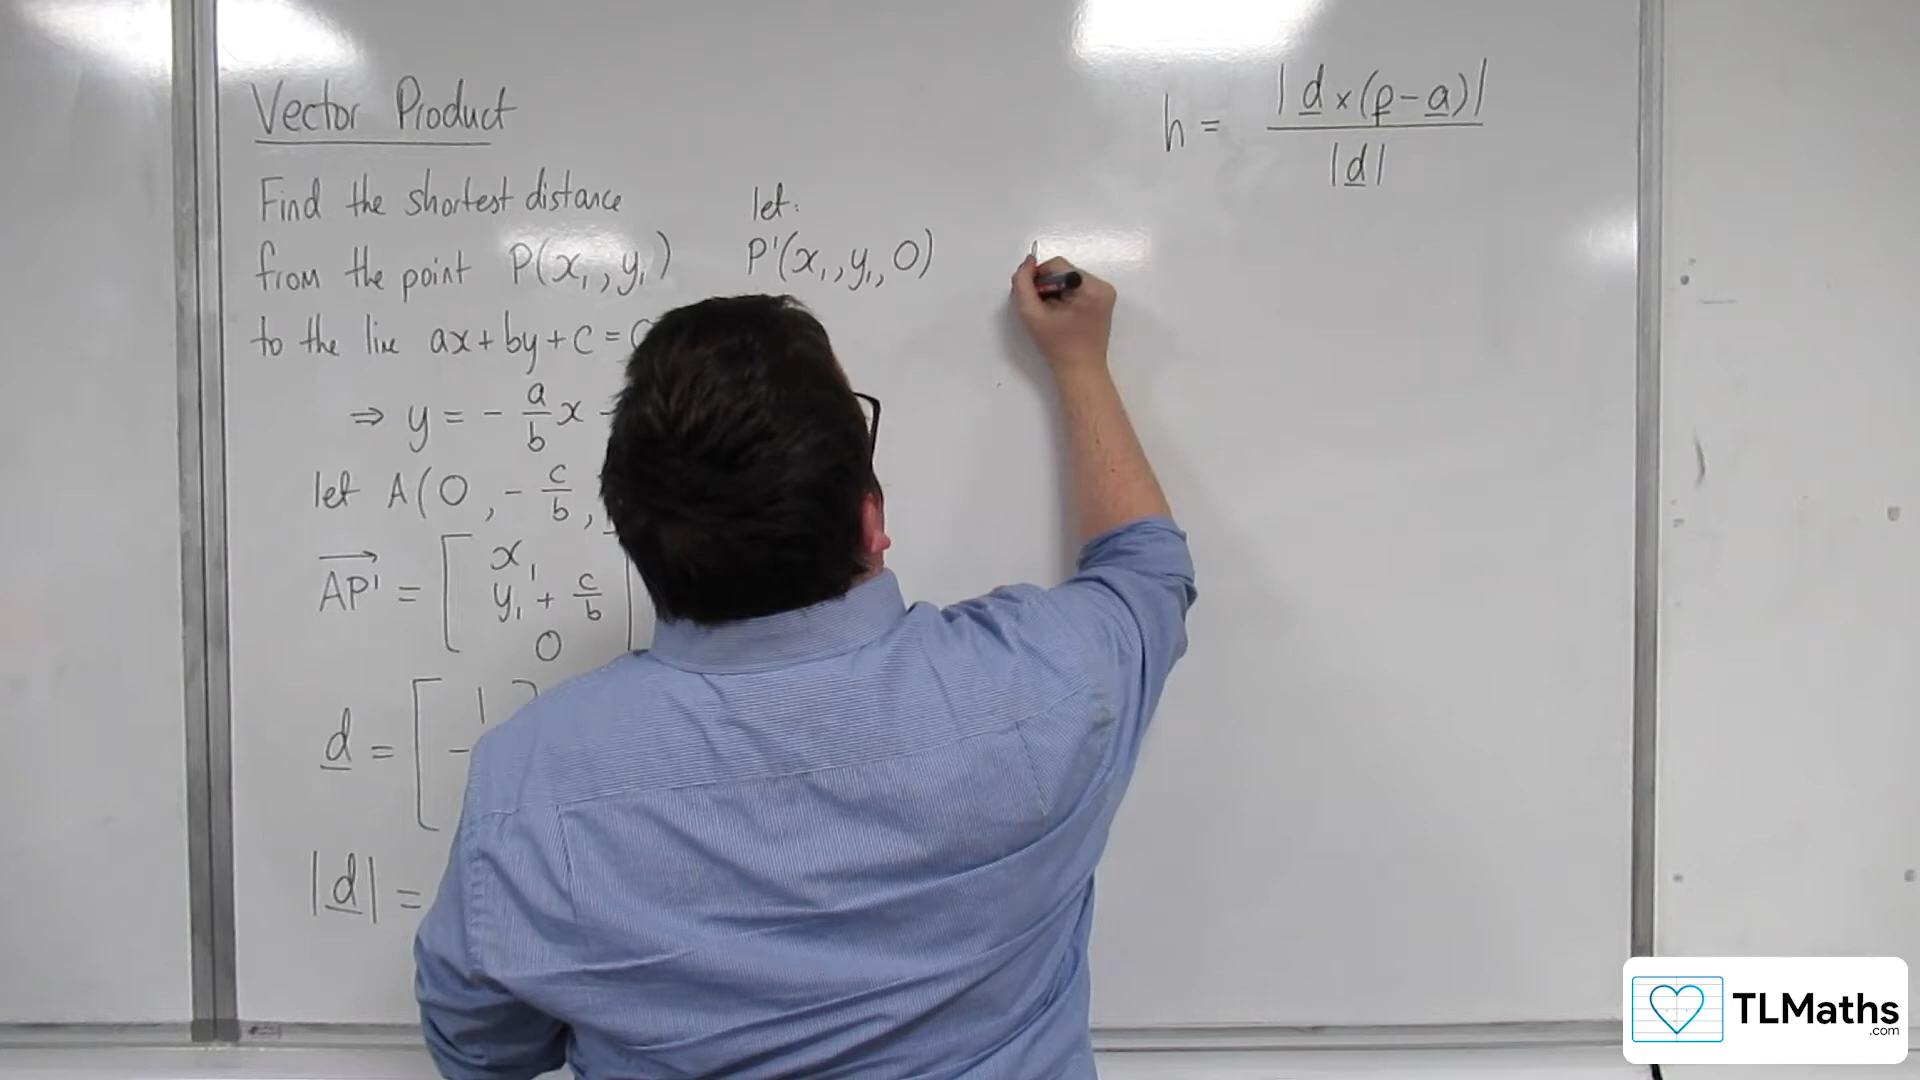 Vector Product
Find the shortest distance
from the point P(x₁, y₁)
to the line ax + by + c =
⇒ y = - a/b x
let A(0, - c/b,
AP' = [ x₁
y₁ + c/b
0 ]
d = [ 1 ]
-
|d| =
let:
P'(x₁, y₁, 0)
h = |d × (p - a)| / |d|
TLMaths
.com